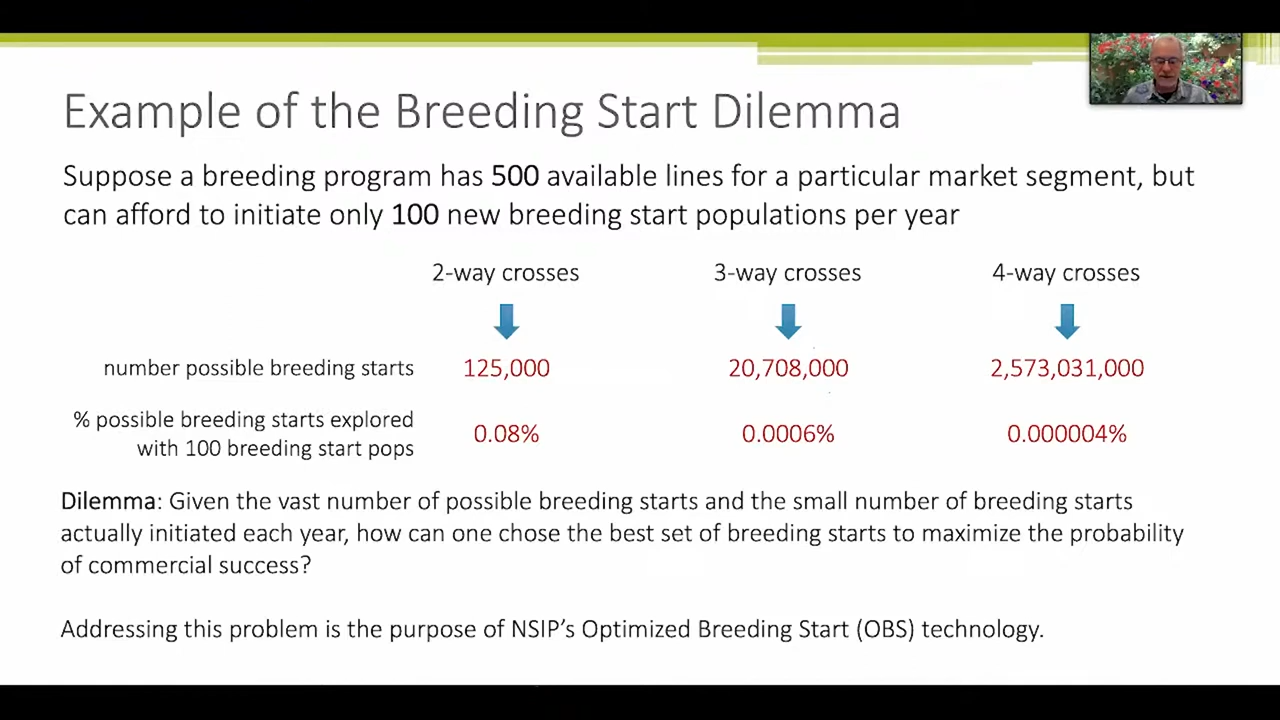 Example of the Breeding Start Dilemma
Suppose a breeding program has 500 available lines for a particular market segment, but
can afford to initiate only 100 new breeding start populations per year
2-way crosses 3-way crosses 4-way crosses
number possible breeding starts 125,000 20,708,000 2,573,031,000
% possible breeding starts explored
with 100 breeding start pops 0.08% 0.0006% 0.000004%
Dilemma: Given the vast number of possible breeding starts and the small number of breeding starts
actually initiated each year, how can one chose the best set of breeding starts to maximize the probability
of commercial success?
Addressing this problem is the purpose of NSIP's Optimized Breeding Start (OBS) technology.